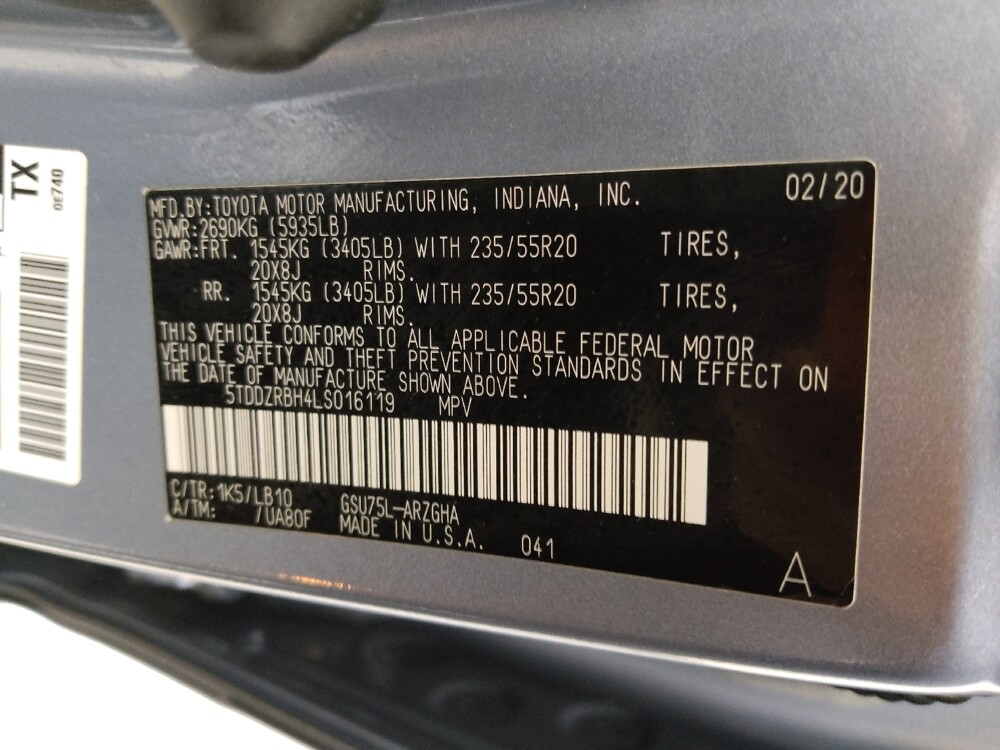 TX
0E740
MFD.BY:TOYOTA MOTOR MANUFACTURING, INDIANA, INC. 02/20
GVWR:2690KG (5935LB)
GAWR:FRT. 1545KG (3405LB) WITH 235/55R20 TIRES,
20X8J RIMS.
RR. 1545KG (3405LB) WITH 235/55R20 TIRES,
20X8J RIMS.
THIS VEHICLE CONFORMS TO ALL APPLICABLE FEDERAL MOTOR
VEHICLE SAFETY AND THEFT PREVENTION STANDARDS IN EFFECT ON
THE DATE OF MANUFACTURE SHOWN ABOVE.
5TDDZRBH4LS016119 MPV
C/TR:1K5/LB10 GSU75L-ARZGHA
A/TM: /UA80F MADE IN U.S.A. 041
A